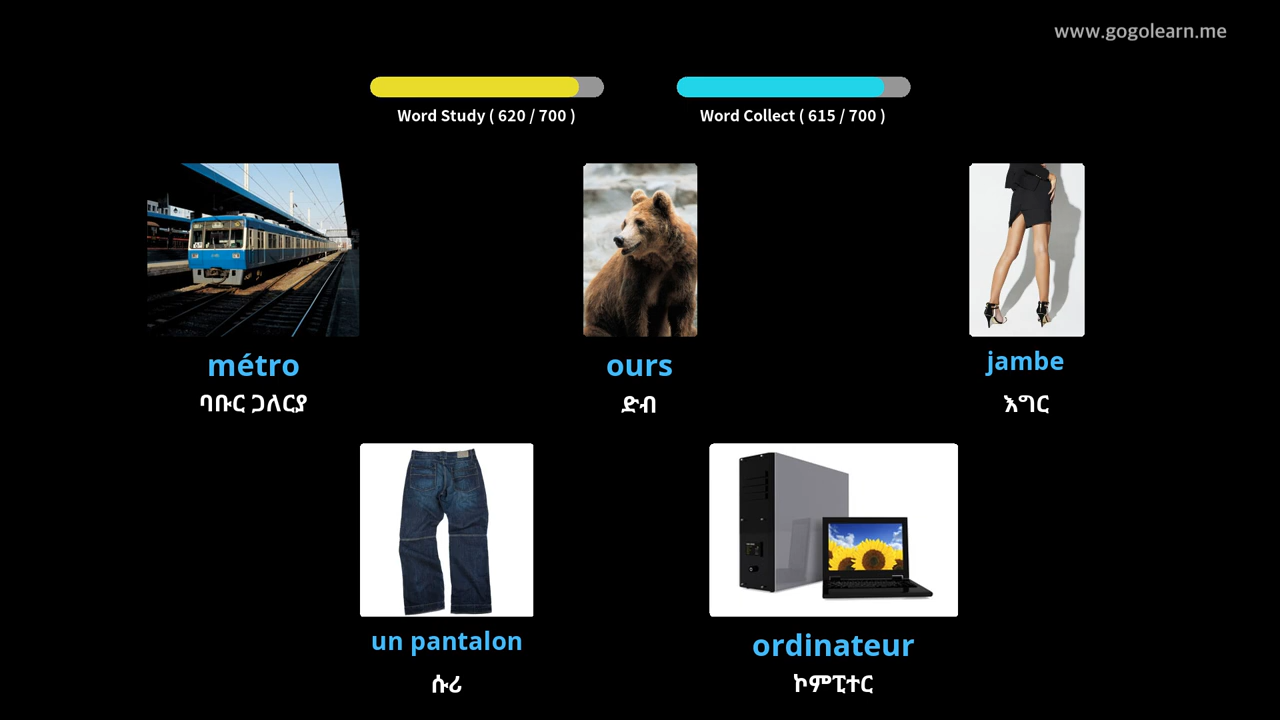 www.gogolearn.me
Word Study ( 620 / 700 )
Word Collect ( 615 / 700 )
métro
ባቡር ጋለርያ
ours
ድብ
jambe
እግር
un pantalon
ሱሪ
ordinateur
ኮምፒተር